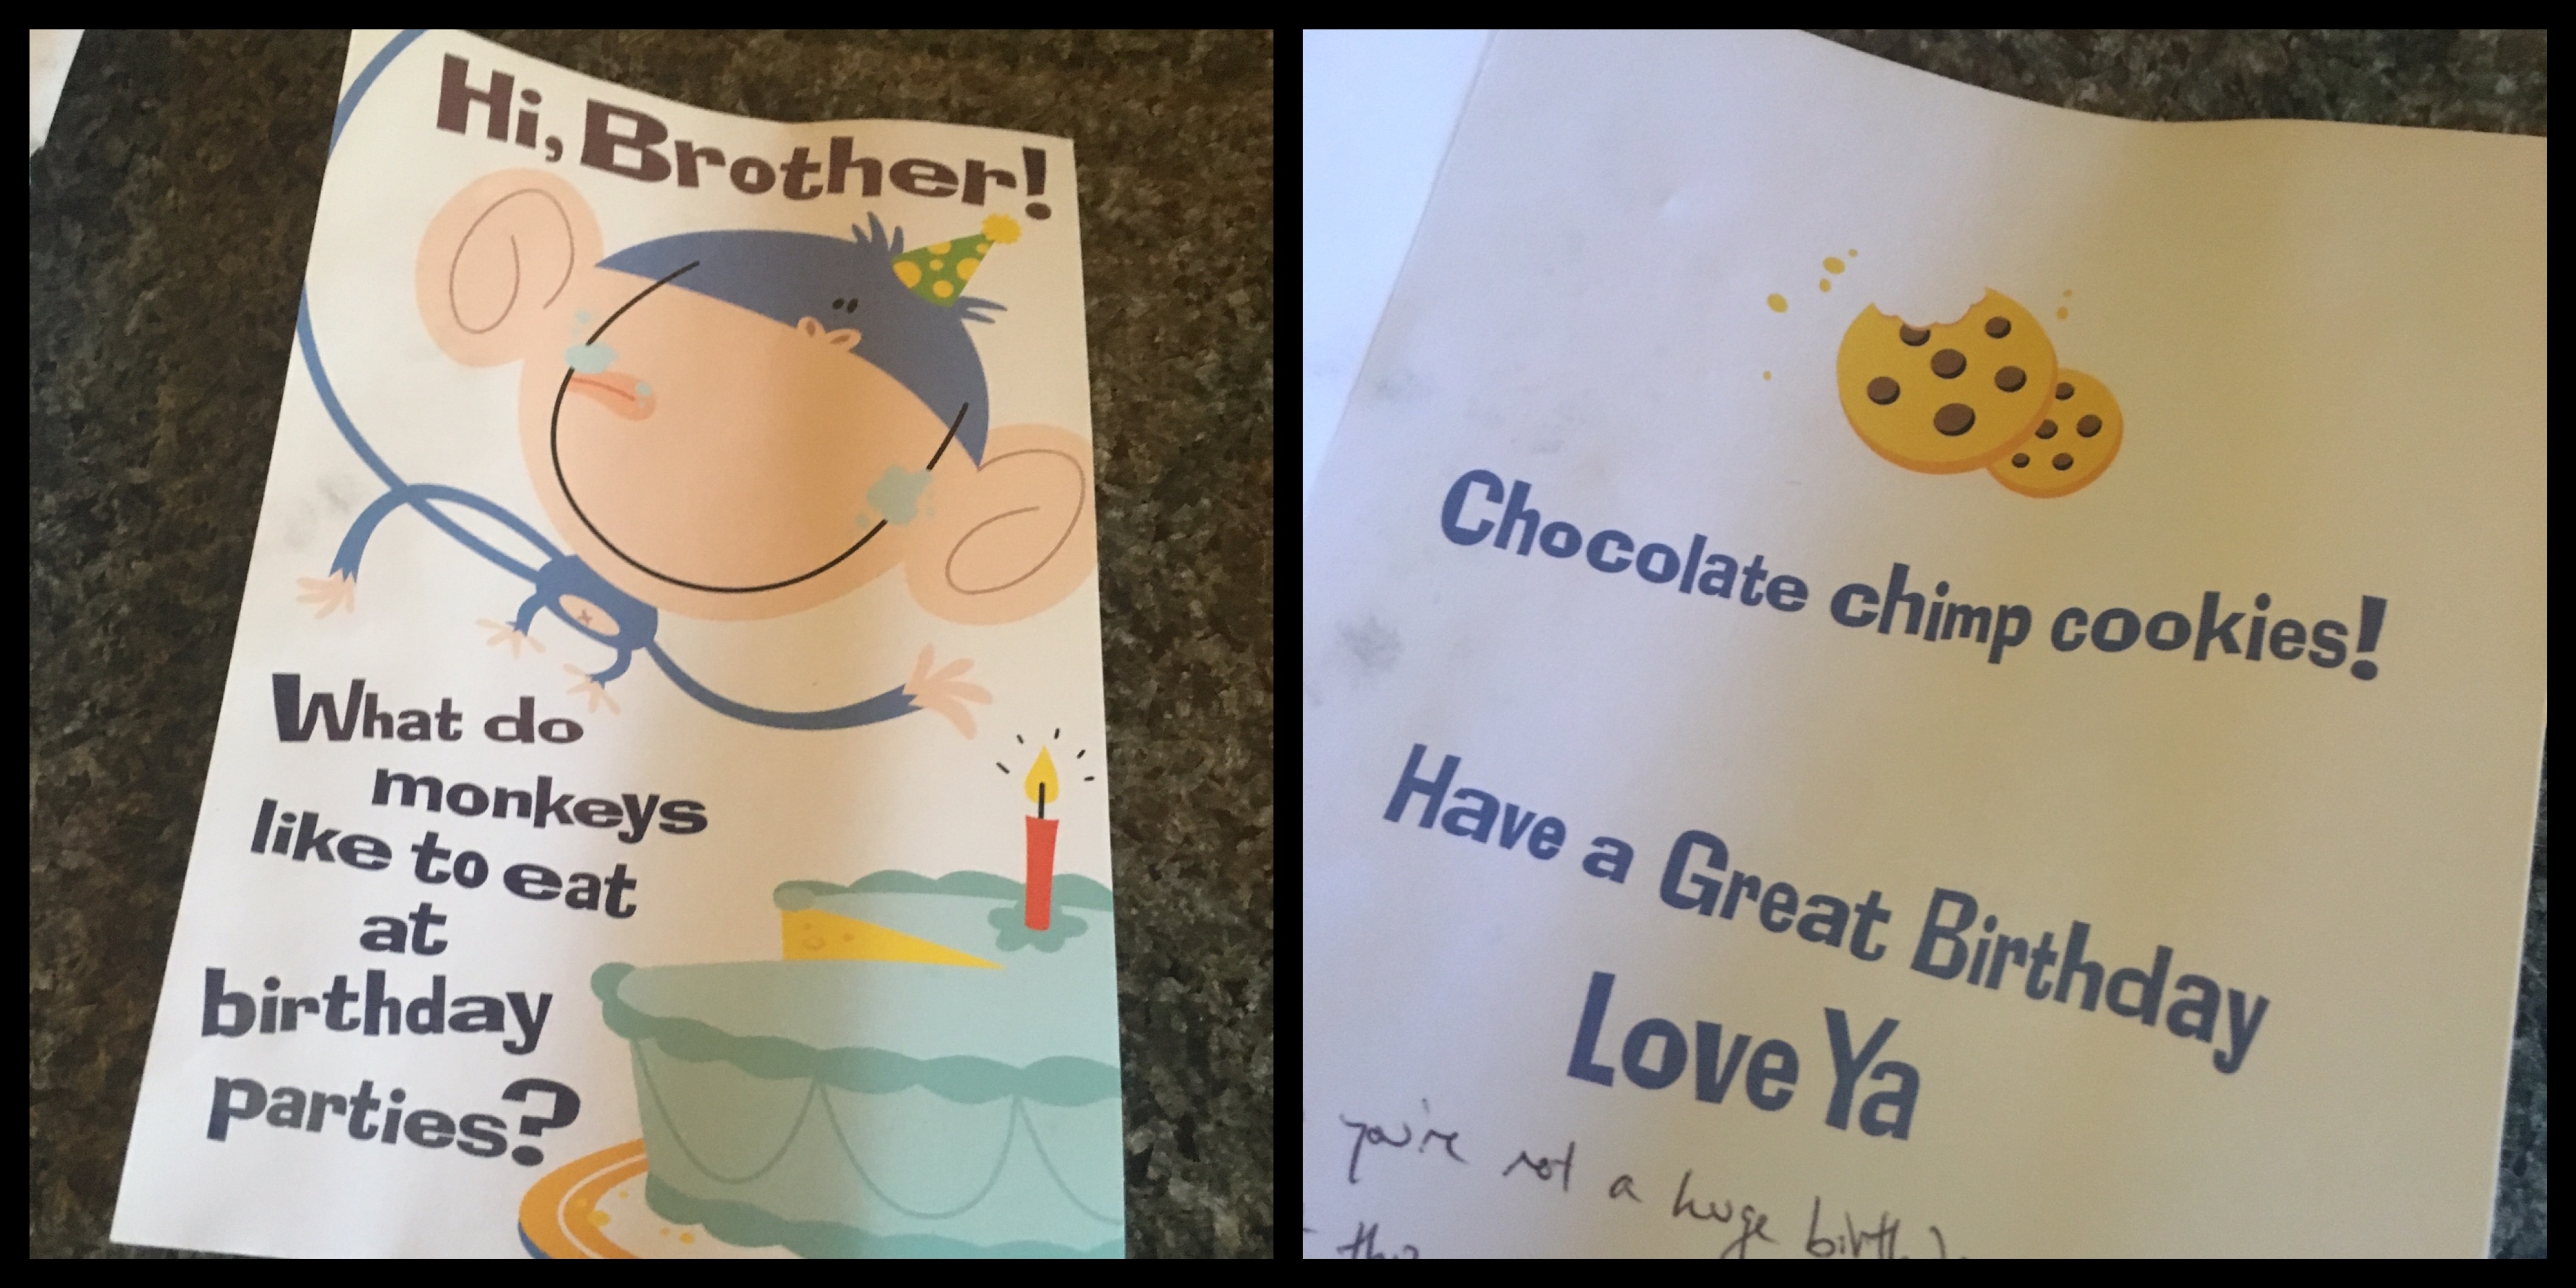 Hi, Brother!
What do
monkeys
like to eat
at
birthday
parties?
Chocolate chimp cookies!
Have a Great Birthday
Love Ya
you're not a huge